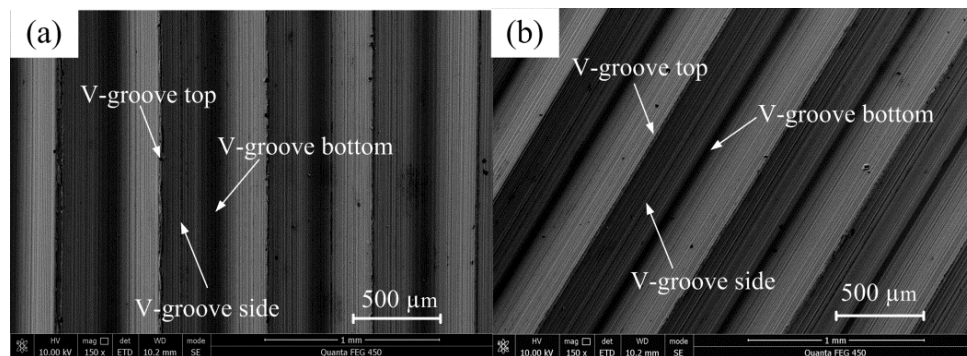 (a)
V-groove top
V-groove bottom
V-groove side
500 µm
HV
mag
det
WD
mode
10.00 kV
150 x
ETD
10.2 mm
SE
1 mm
Quanta FEG 450
(b)
V-groove top
V-groove bottom
V-groove side
500 µm
HV
mag
det
WD
mode
10.00 kV
150 x
ETD
10.2 mm
SE
1 mm
Quanta FEG 450